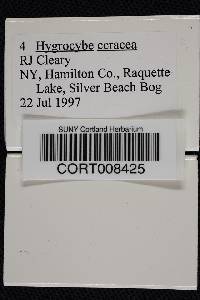 4 Hygrocybe ceracea
RJ Cleary
NY, Hamilton Co., Raquette
Lake, Silver Beach Bog
22 Jul 1997
SUNY Cortland Herbarium
CORT008425